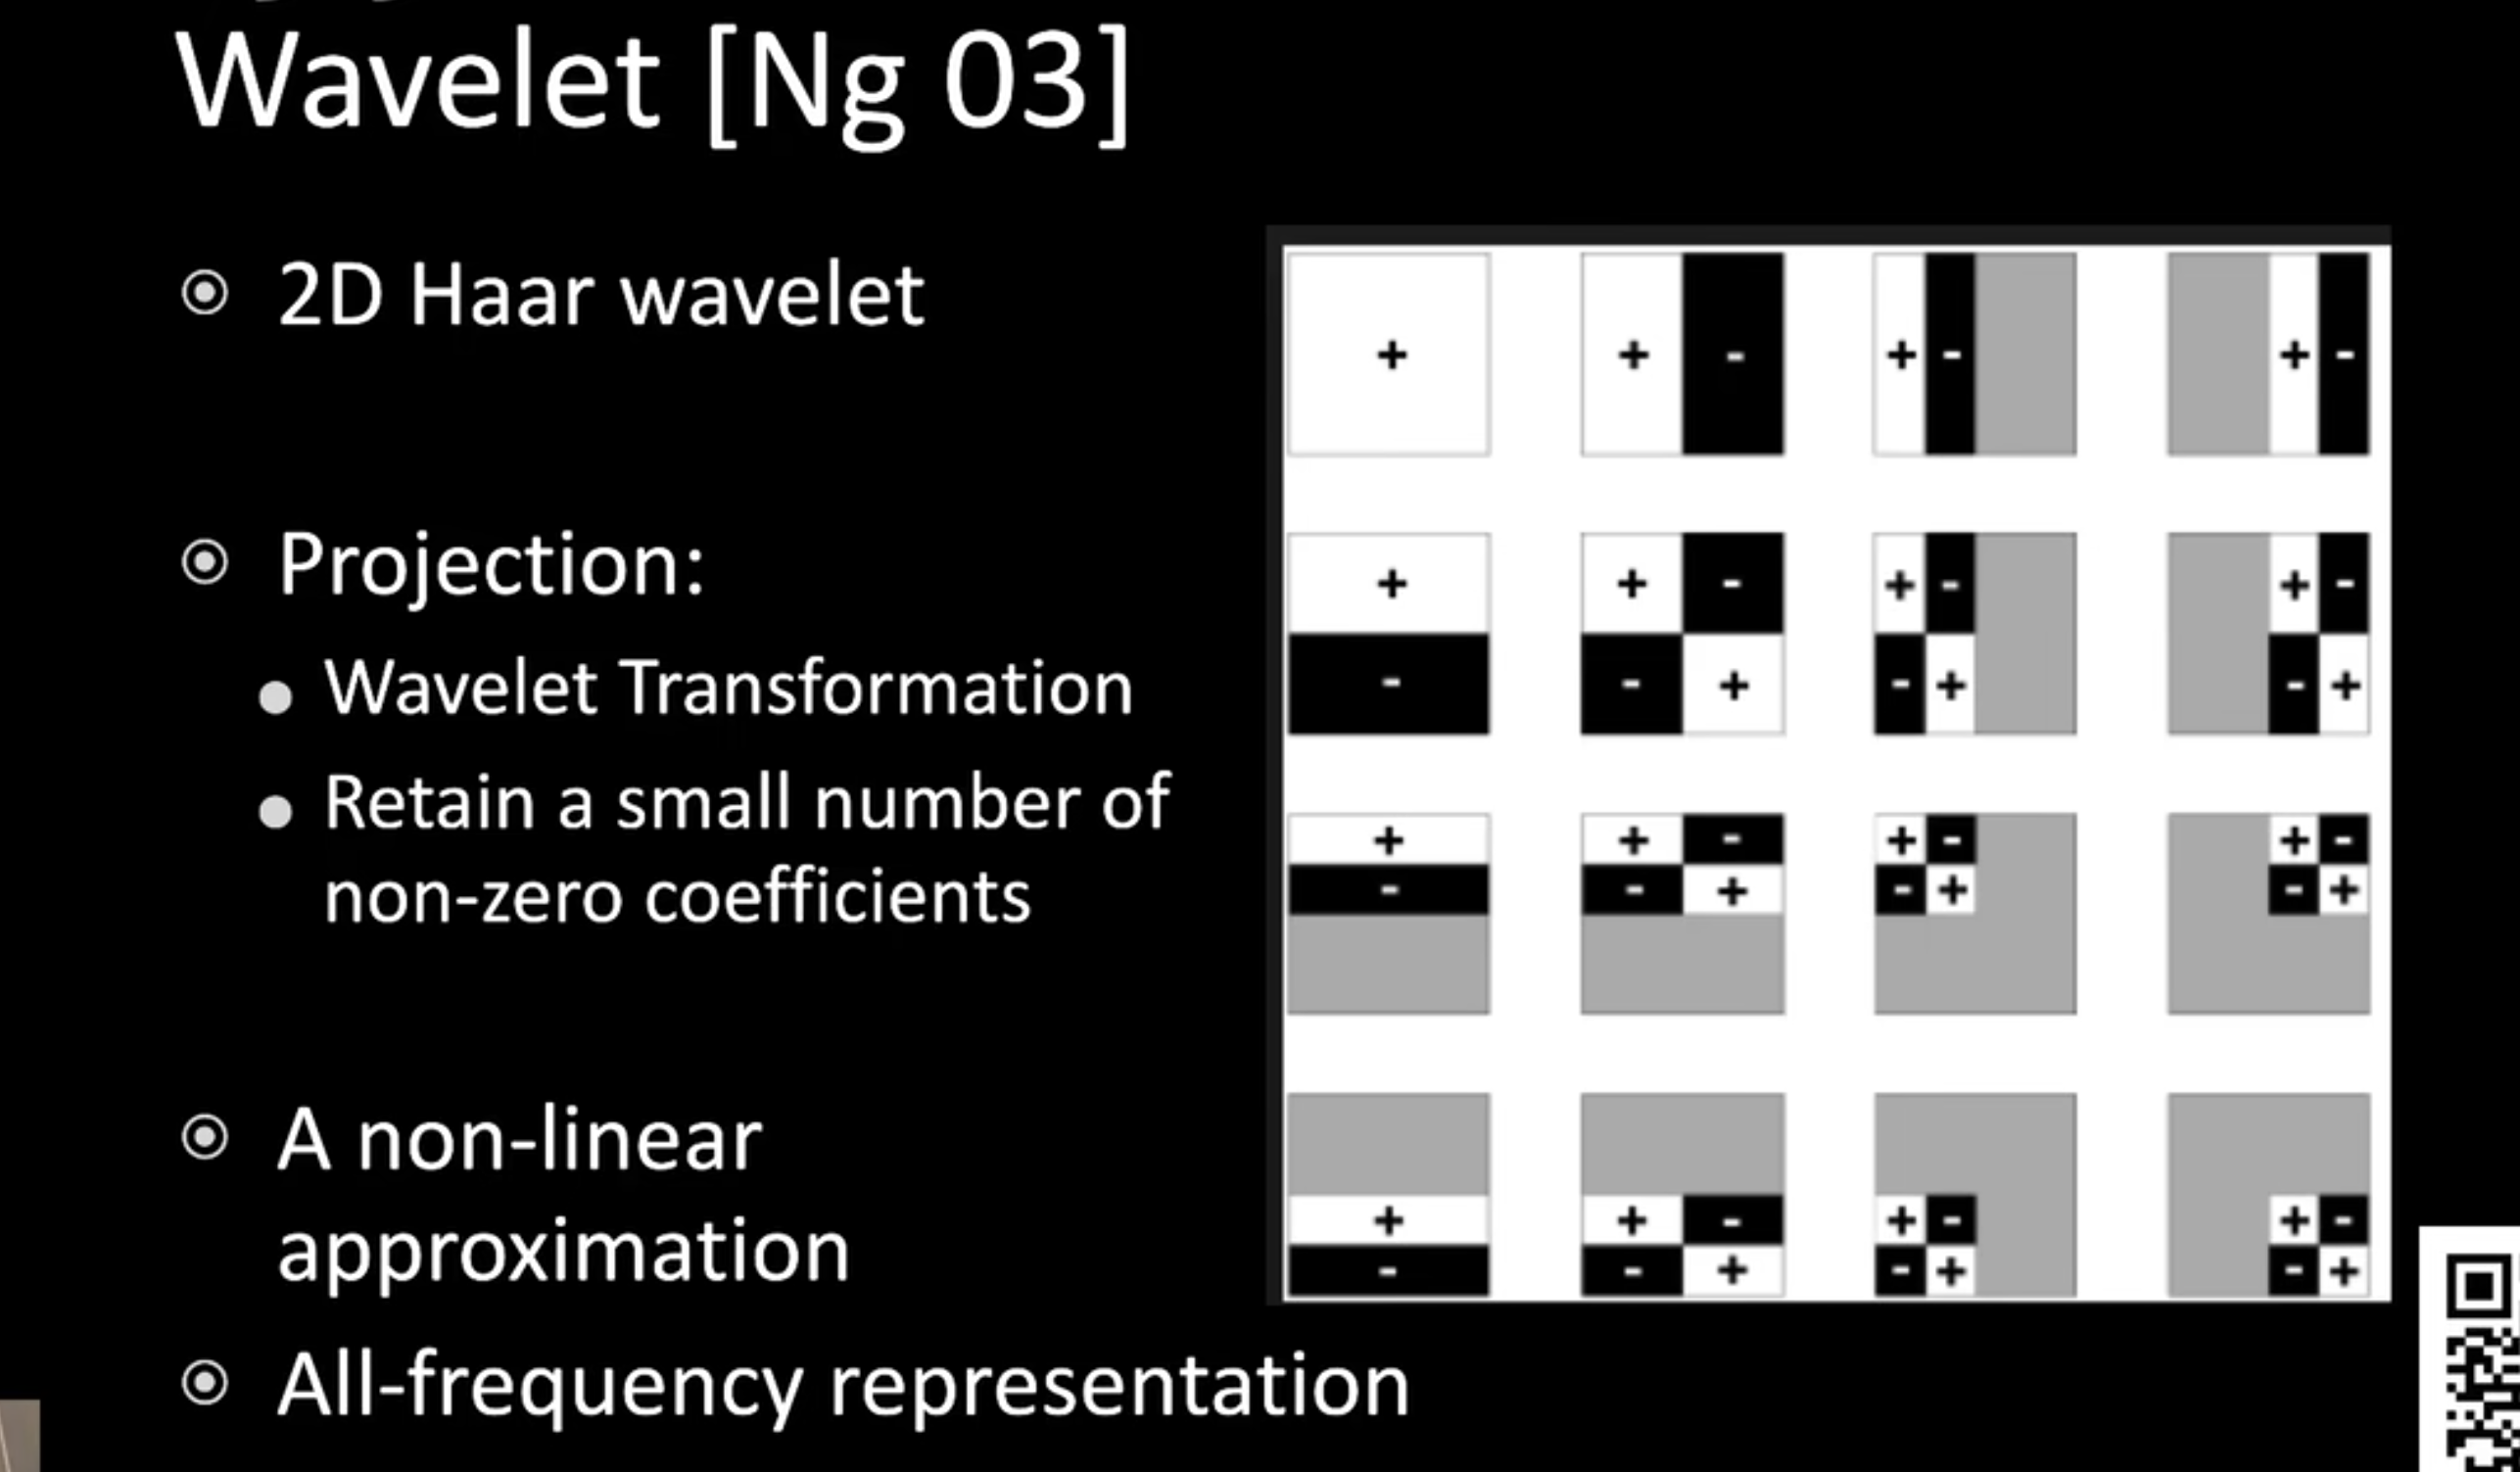 Wavelet [Ng 03]
2D Haar wavelet
Projection:
Wavelet Transformation
Retain a small number of
non-zero coefficients
A non-linear
approximation
All-frequency representation
+ + - + - + -
+ + - + - + -
- - + - + - +
+ + - + - + -
- - + - + - +
+ + - + - + -
- - + - + - +